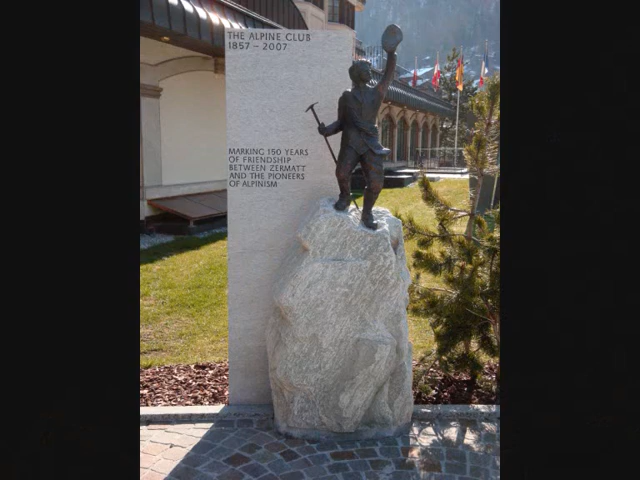 THE ALPINE CLUB
1857 – 2007
MARKING 150 YEARS
OF FRIENDSHIP
BETWEEN ZERMATT
AND THE PIONEERS
OF ALPINISM